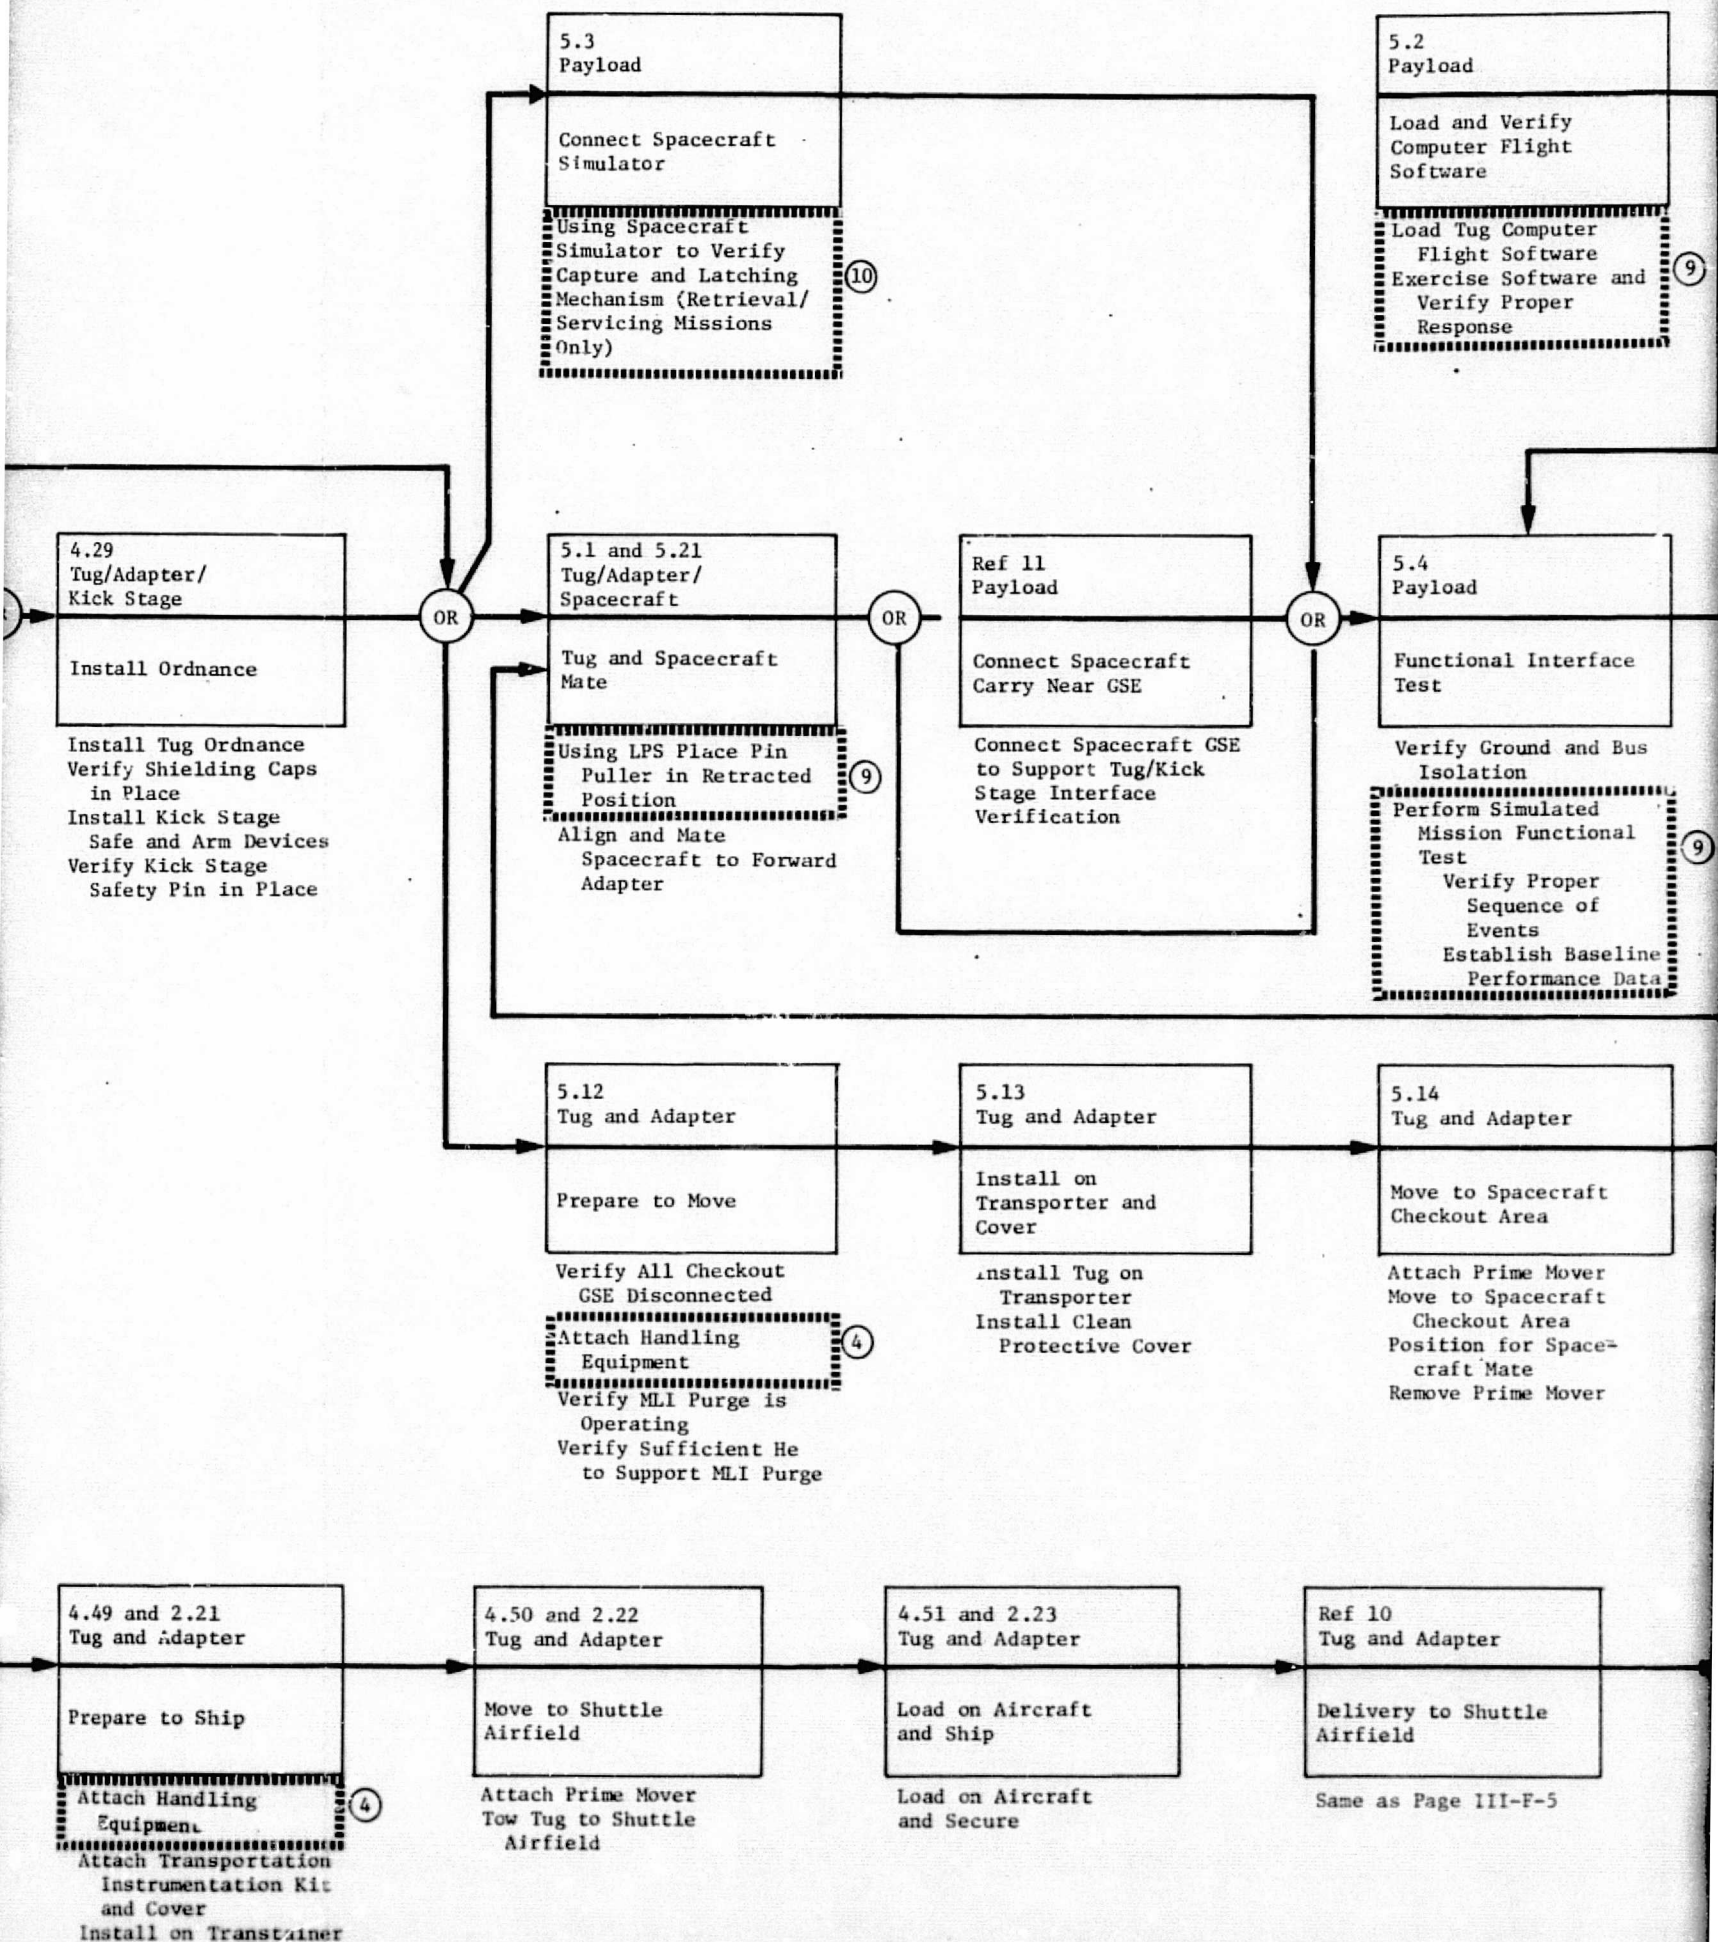 5.3
Payload
Connect Spacecraft
Simulator
Using Spacecraft
Simulator to Verify
Capture and Latching
Mechanism (Retrieval/
Servicing Missions
Only)
10
5.2
Payload
Load and Verify
Computer Flight
Software
Load Tug Computer
Flight Software
Exercise Software and
Verify Proper
Response
9
4.29
Tug/Adapter/
Kick Stage
Install Ordnance
Install Tug Ordnance
Verify Shielding Caps
in Place
Install Kick Stage
Safe and Arm Devices
Verify Kick Stage
Safety Pin in Place
OR
5.1 and 5.21
Tug/Adapter/
Spacecraft
Tug and Spacecraft
Mate
Using LPS Place Pin
Puller in Retracted
Position
9
Align and Mate
Spacecraft to Forward
Adapter
OR
Ref 11
Payload
Connect Spacecraft
Carry Near GSE
Connect Spacecraft GSE
to Support Tug/Kick
Stage Interface
Verification
OR
5.4
Payload
Functional Interface
Test
Verify Ground and Bus
Isolation
Perform Simulated
Mission Functional
Test
Verify Proper
Sequence of
Events
Establish Baseline
Performance Data
9
5.12
Tug and Adapter
Prepare to Move
Verify All Checkout
GSE Disconnected
Attach Handling
Equipment
4
Verify MLI Purge is
Operating
Verify Sufficient He
to Support MLI Purge
5.13
Tug and Adapter
Install on
Transporter and
Cover
Install Tug on
Transporter
Install Clean
Protective Cover
5.14
Tug and Adapter
Move to Spacecraft
Checkout Area
Attach Prime Mover
Move to Spacecraft
Checkout Area
Position for Space-
craft Mate
Remove Prime Mover
4.49 and 2.21
Tug and Adapter
Prepare to Ship
Attach Handling
Equipment
4
Attach Transportation
Instrumentation Kit
and Cover
Install on Transtainer
4.50 and 2.22
Tug and Adapter
Move to Shuttle
Airfield
Attach Prime Mover
Tow Tug to Shuttle
Airfield
4.51 and 2.23
Tug and Adapter
Load on Aircraft
and Ship
Load on Aircraft
and Secure
Ref 10
Tug and Adapter
Delivery to Shuttle
Airfield
Same as Page III-F-5